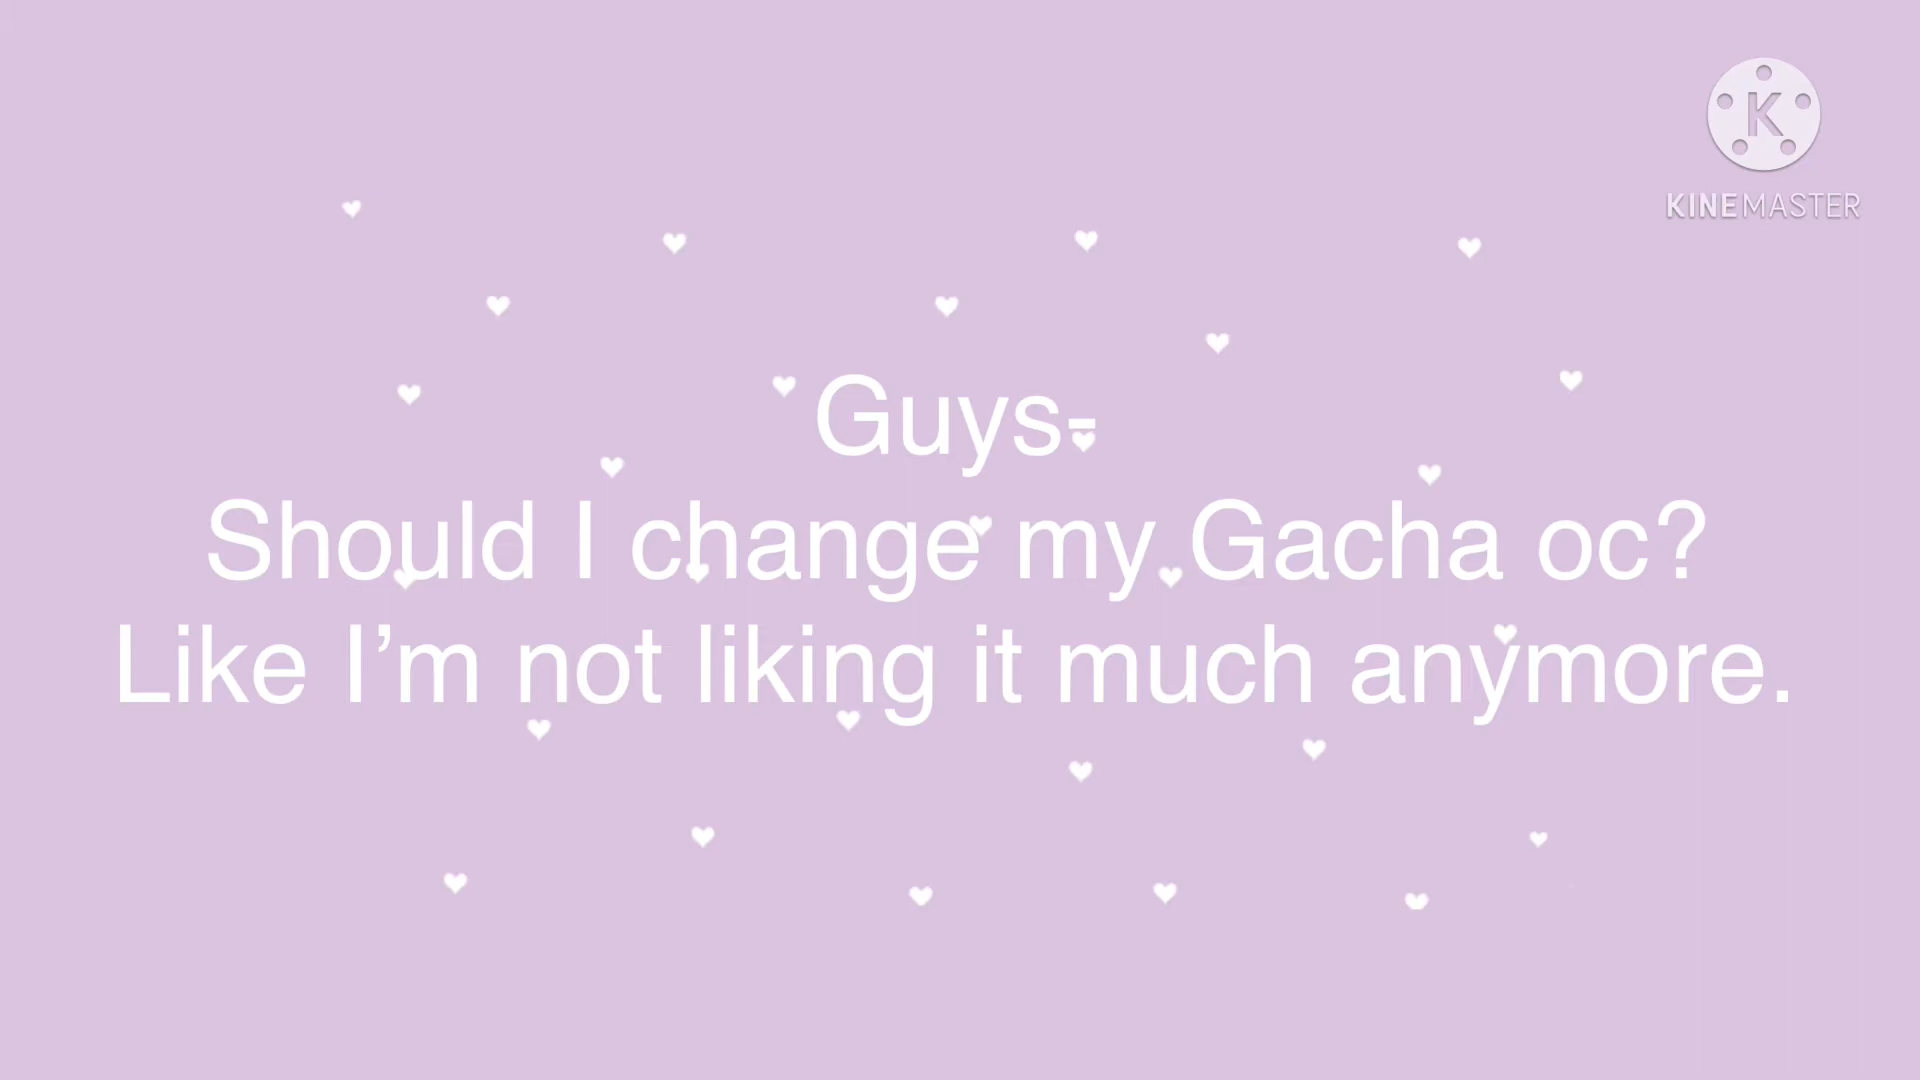 K
KINEMASTER
Guys-
Should I change my Gacha oc?
Like I’m not liking it much anymore.